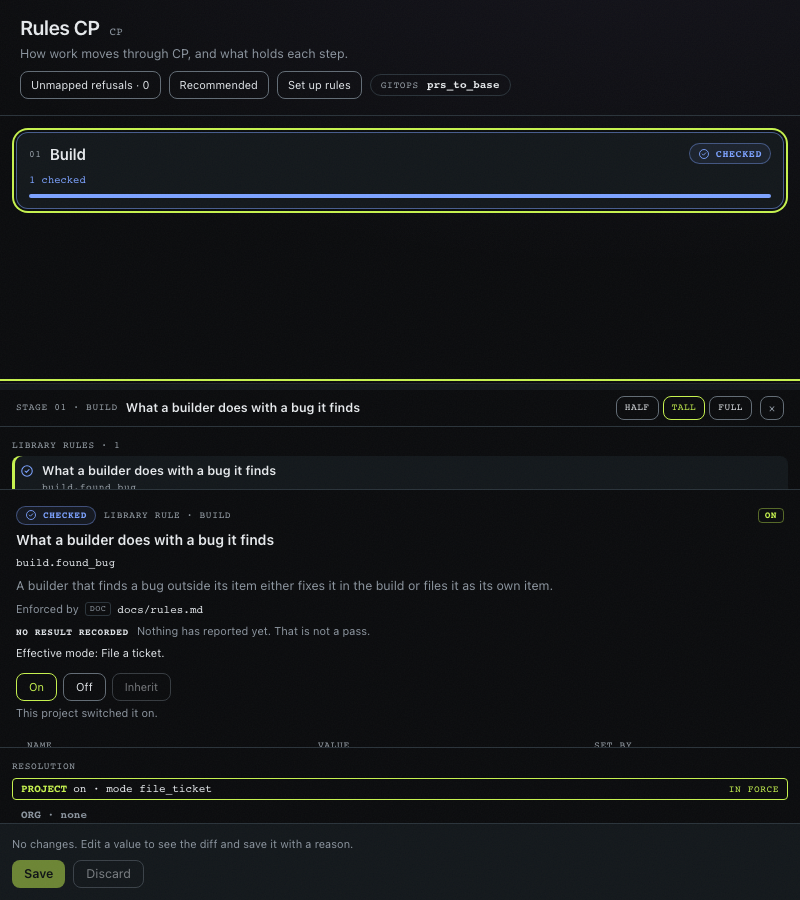 Rules CP CP
How work moves through CP, and what holds each step.
Unmapped refusals · 0 Recommended Set up rules GITOPS prs_to_base
01 Build CHECKED
1 checked
STAGE 01 · BUILD What a builder does with a bug it finds HALF TALL FULL ×
LIBRARY RULES · 1
What a builder does with a bug it finds
build.found_bug
CHECKED LIBRARY RULE · BUILD ON
What a builder does with a bug it finds
build.found_bug
A builder that finds a bug outside its item either fixes it in the build or files it as its own item.
Enforced by DOC docs/rules.md
NO RESULT RECORDED Nothing has reported yet. That is not a pass.
Effective mode: File a ticket.
On Off Inherit
This project switched it on.
NAME VALUE SET BY
RESOLUTION
PROJECT on · mode file_ticket IN FORCE
ORG · none
No changes. Edit a value to see the diff and save it with a reason.
Save Discard